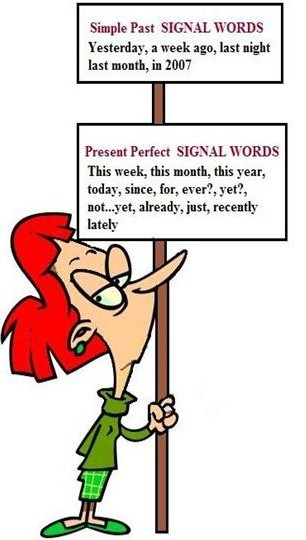 Simple Past SIGNAL WORDS
Yesterday, a week ago, last night
last month, in 2007
Present Perfect SIGNAL WORDS
This week, this month, this year,
today, since, for, ever?, yet?,
not...yet, already, just, recently
lately